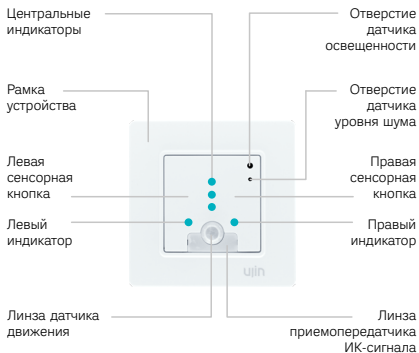 Центральные
индикаторы
Отверстие
датчика
освещенности
Рамка
устройства
Отверстие
датчика
уровня шума
Левая
сенсорная
кнопка
Правая
сенсорная
кнопка
Левый
индикатор
Правый
индикатор
ujin
Линза датчика
движения
Линза
приемопередатчика
ИК-сигнала